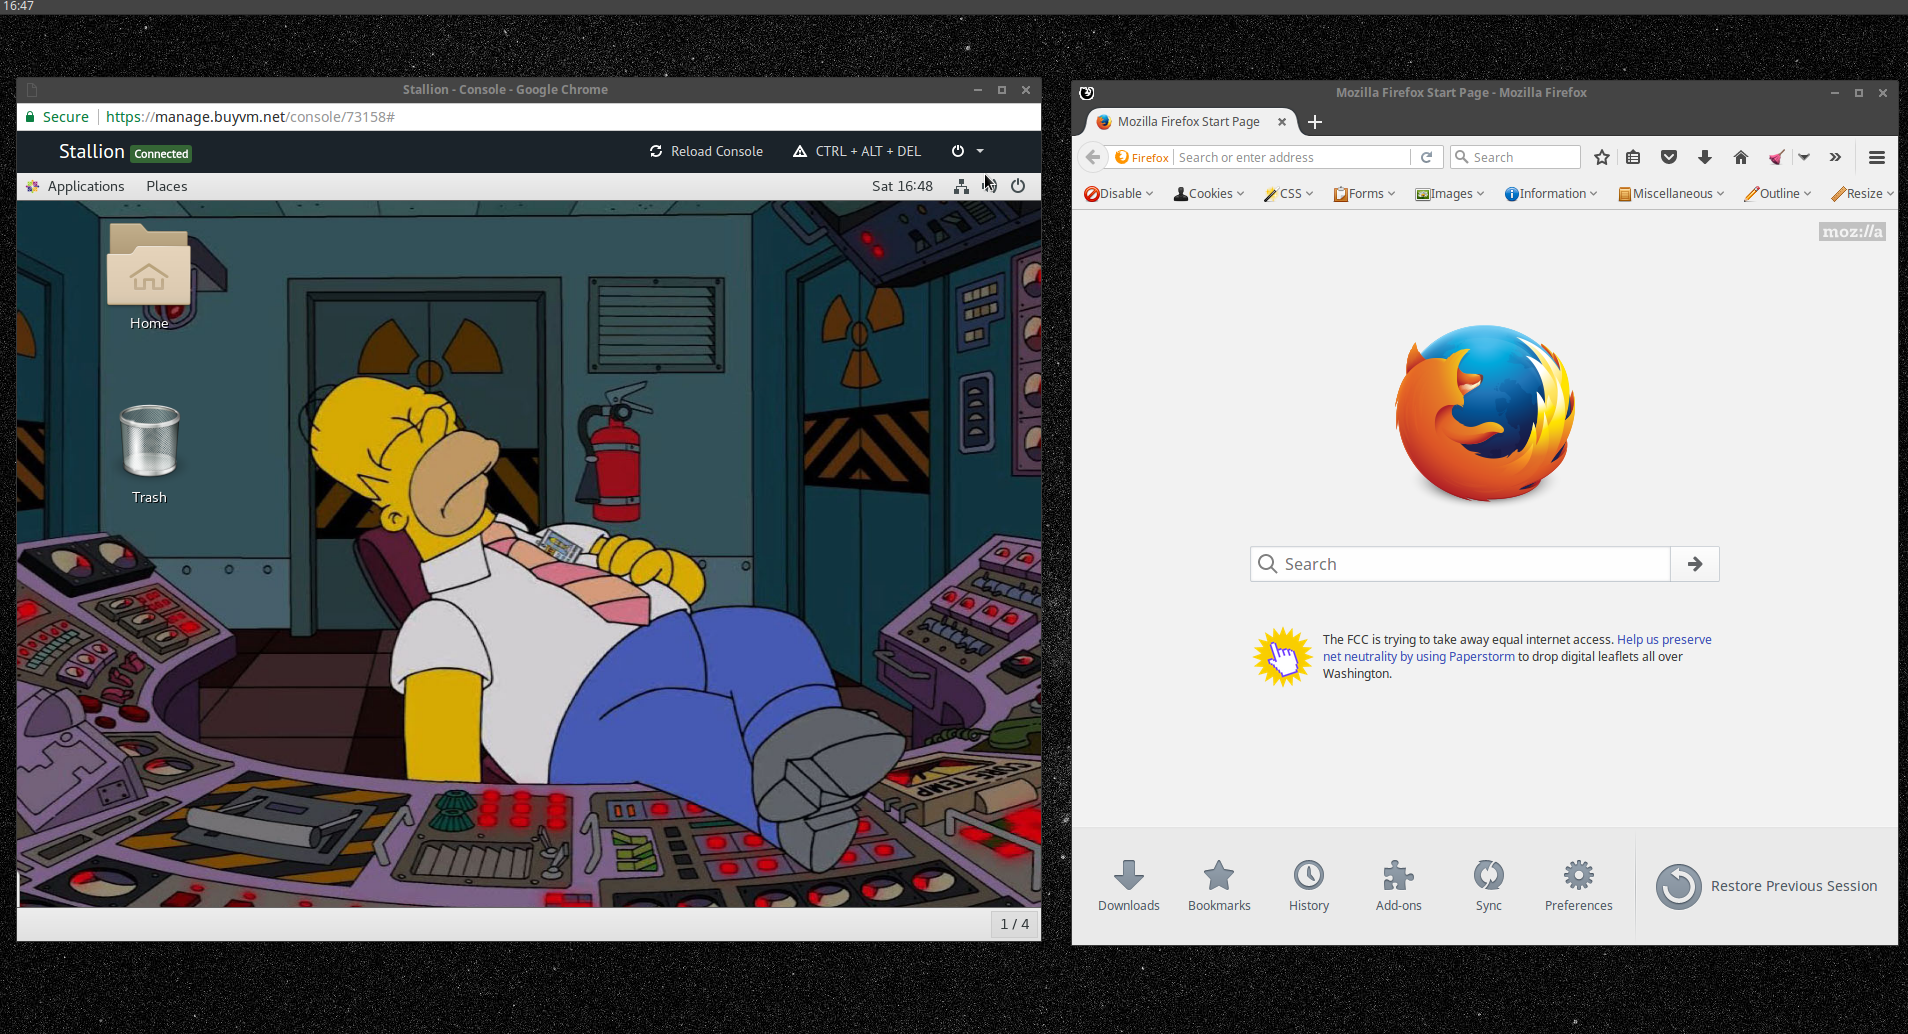 16:47
Stallion - Console - Google Chrome
Secure https://manage.buyvm.net/console/73158#
Stallion Connected Reload Console CTRL + ALT + DEL
Applications Places Sat 16:48
Home
Trash
CORE TEMP
1 / 4
Mozilla Firefox Start Page - Mozilla Firefox
Mozilla Firefox Start Page
Firefox Search or enter address Search
Disable Cookies CSS Forms Images Information Miscellaneous Outline Resize
moz://a
Search
The FCC is trying to take away equal internet access. Help us preserve
net neutrality by using Paperstorm to drop digital leaflets all over
Washington.
Downloads Bookmarks History Add-ons Sync Preferences Restore Previous Session